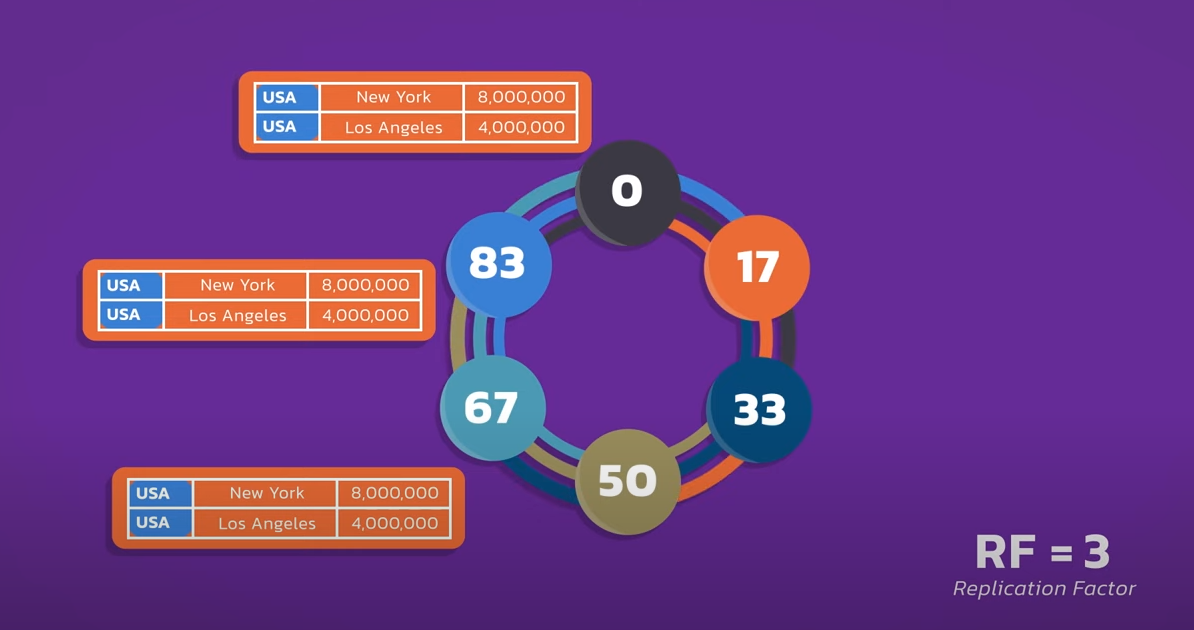 USA New York 8,000,000
USA Los Angeles 4,000,000
0
83
17
USA New York 8,000,000
USA Los Angeles 4,000,000
67
33
50
USA New York 8,000,000
USA Los Angeles 4,000,000
RF = 3
Replication Factor